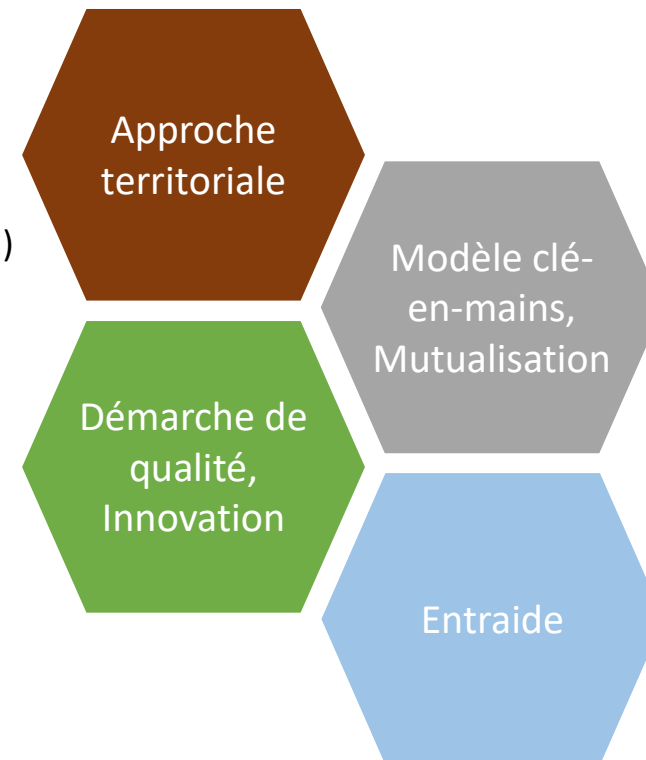 Approche
territoriale
)
Modèle clé-
en-mains,
Mutualisation
Démarche de
qualité,
Innovation
Entraide